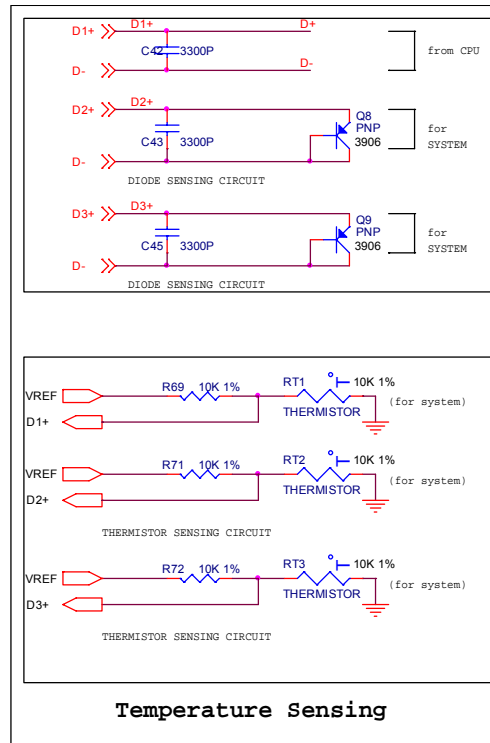 D1+ D1+ D+
C42 3300P
from CPU
D- D-
D2+ D2+
Q8
PNP
3906
for
SYSTEM
C43 3300P
D-
DIODE SENSING CIRCUIT
D3+ D3+
Q9
PNP
3906
for
SYSTEM
C45 3300P
D-
DIODE SENSING CIRCUIT
R69 10K 1% RT1 10K 1%
VREF
THERMISTOR
(for system)
D1+
R71 10K 1% RT2 10K 1%
VREF
THERMISTOR
(for system)
D2+
THERMISTOR SENSING CIRCUIT
R72 10K 1% RT3 10K 1%
VREF
THERMISTOR
(for system)
D3+
THERMISTOR SENSING CIRCUIT
Temperature Sensing